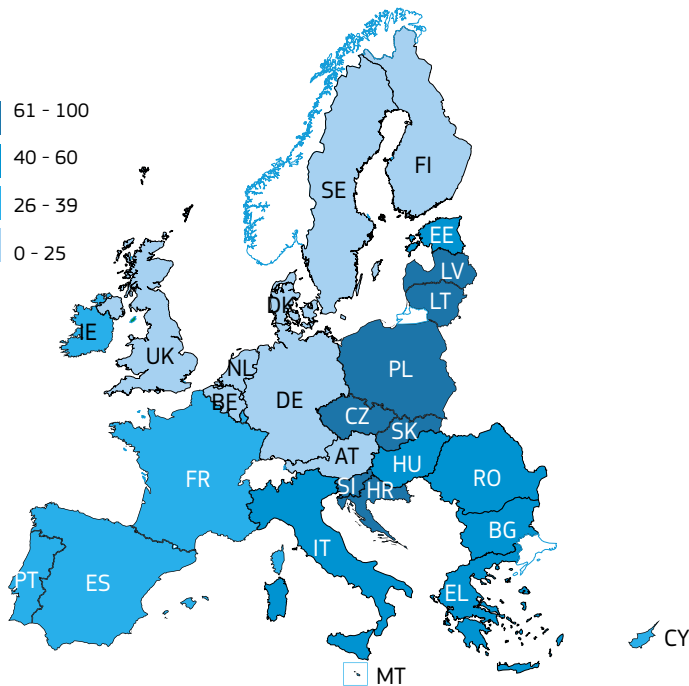 61 - 100
40 - 60
26 - 39
0 - 25
FI
SE
EE
LV
LT
DK
IE
UK
NL
PL
BE
DE
CZ
SK
AT
HU
FR
SI
HR
RO
BG
IT
PT
ES
EL
CY
MT